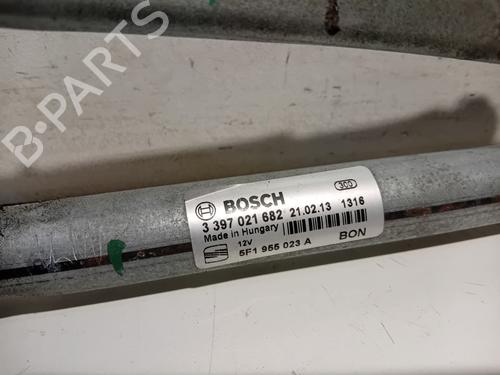 B-PARTS
BOSCH
3 397 021 682 21.02.13 1316
Made in Hungary
12V
5F1 955 023 A BON